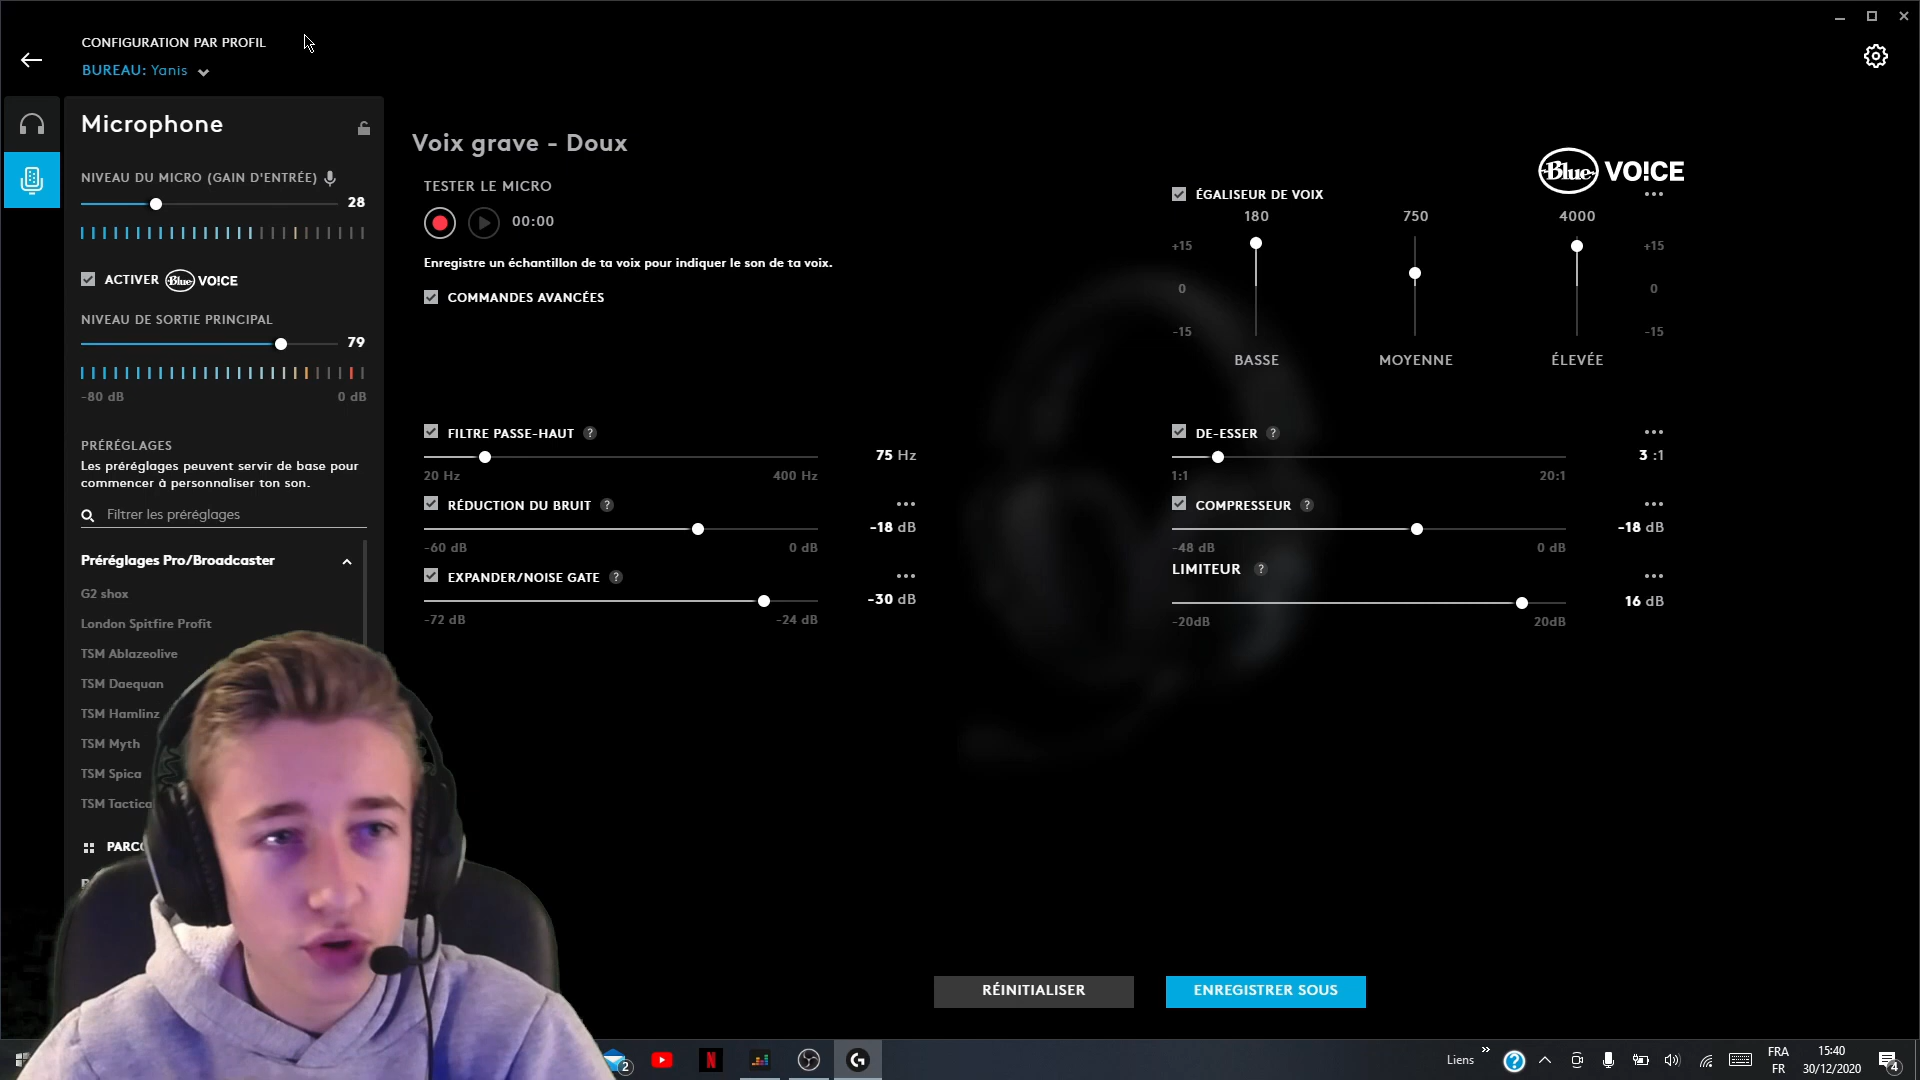 CONFIGURATION PAR PROFIL
BUREAU: Yanis
Microphone
NIVEAU DU MICRO (GAIN D'ENTRÉE)
28
ACTIVER Blue VO!CE
NIVEAU DE SORTIE PRINCIPAL
79
-80 dB 0 dB
PRÉRÉGLAGES
Les préréglages peuvent servir de base pour
commencer à personnaliser ton son.
Filtrer les préréglages
Préréglages Pro/Broadcaster
G2 shox
London Spitfire Profit
TSM Ablazeolive
TSM Daequan
TSM Hamlinz
TSM Myth
TSM Spica
TSM Tactica
Voix grave - Doux
TESTER LE MICRO
00:00
Enregistre un échantillon de ta voix pour indiquer le son de ta voix.
COMMANDES AVANCÉES
Blue VO!CE
ÉGALISEUR DE VOIX
180 750 4000
+15 +15
0 0
-15 -15
BASSE MOYENNE ÉLEVÉE
FILTRE PASSE-HAUT ?
75 Hz
20 Hz 400 Hz
RÉDUCTION DU BRUIT ?
-18 dB
-60 dB 0 dB
EXPANDER/NOISE GATE ?
-30 dB
-72 dB -24 dB
DE-ESSER ?
3 :1
1:1 20:1
COMPRESSEUR ?
-18 dB
-48 dB 0 dB
LIMITEUR ?
16 dB
-20dB 20dB
RÉINITIALISER
ENREGISTRER SOUS
2
N
G
Liens
»
?
FRA
FR
15:40
30/12/2020
4